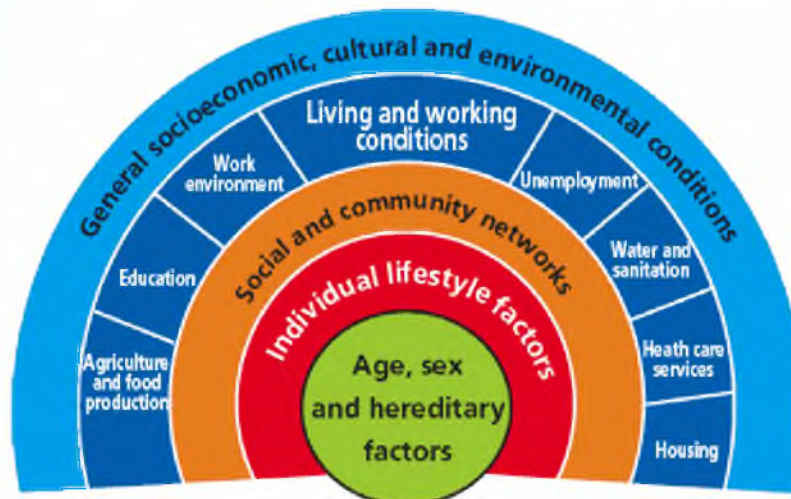 General socioeconomic, cultural and environmental conditions
Living and working
conditions
Work
environment
Unemployment
Education
Water and
sanitation
Agriculture
and food
production
Heath care
services
Housing
Social and community networks
Individual lifestyle factors
Age, sex
and hereditary
factors